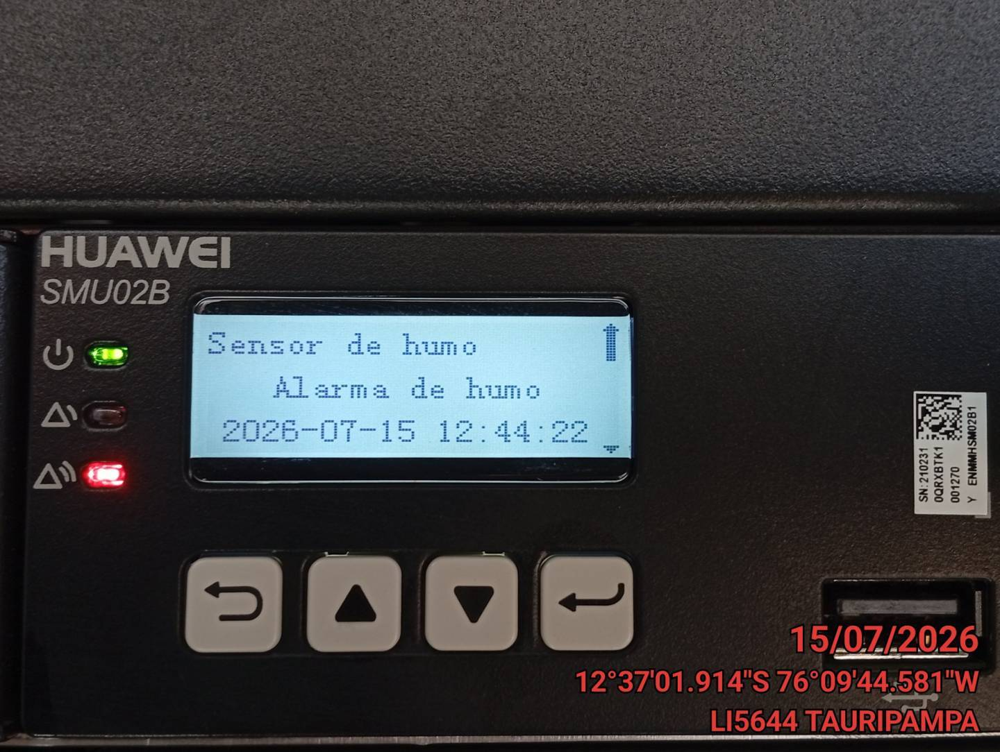 HUAWEI
SMU02B
Sensor de humo
Alarma de humo
2026-07-15 12:44:22
SN:210231
0QRXBTK1
001270
Y ENMMHSM02B1
15/07/2026
12°37'01.914"S 76°09'44.581"W
LI5644 TAURIPAMPA